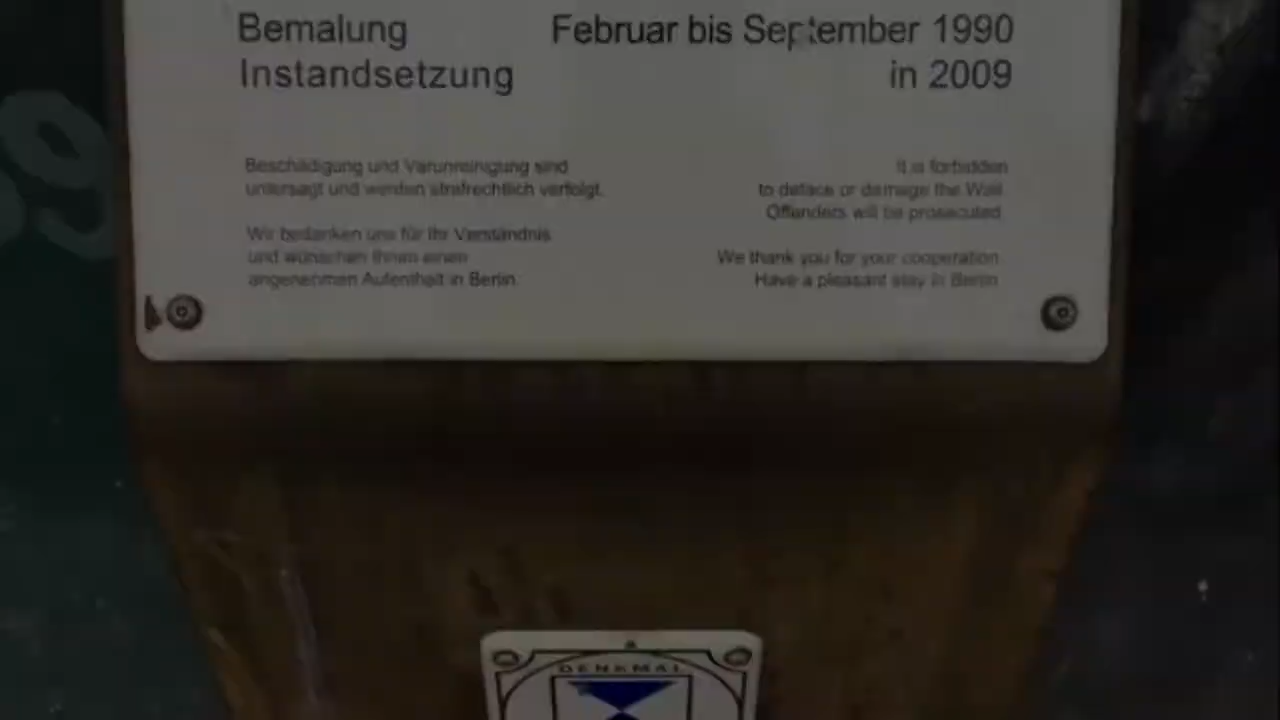 Bemalung Februar bis September 1990
Instandsetzung in 2009
Beschädigung und Verunreinigung sind
untersagt und werden strafrechtlich verfolgt.
Wir bedanken uns für Ihr Verständnis
und wünschen Ihnen einen
angenehmen Aufenthalt in Berlin
It is forbidden
to deface or damage the Wall
Offenders will be prosecuted
We thank you for your cooperation
Have a pleasant stay in Berlin
DENKMAL